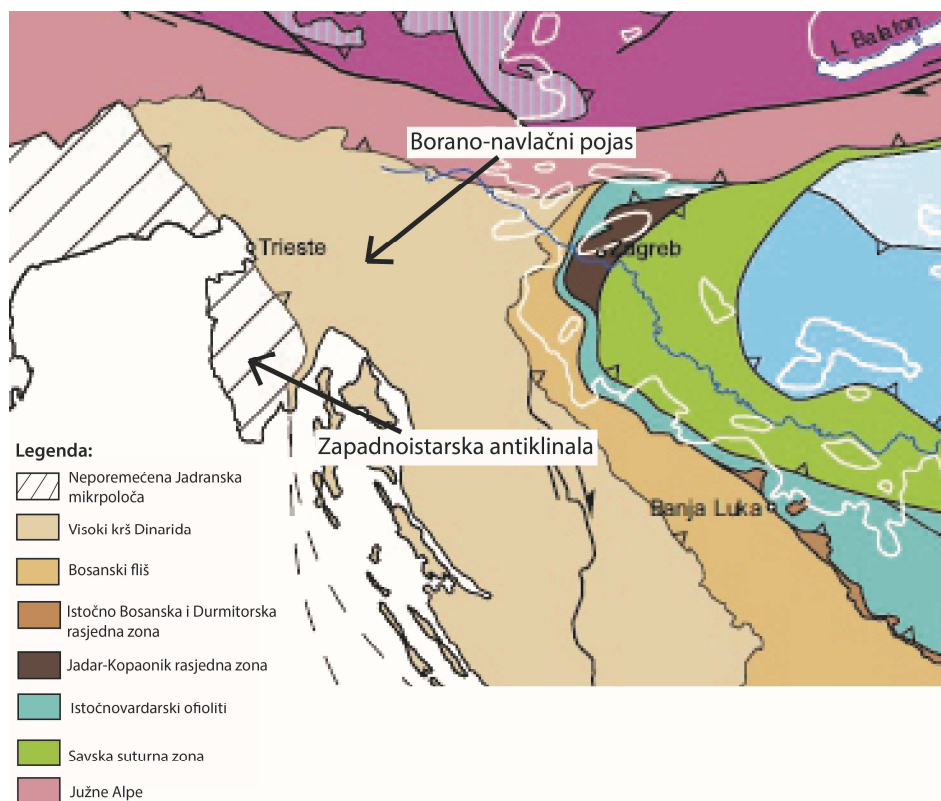 L. Balaton
Borano-navlačni pojas
Trieste
Zagreb
Zapadnoistarska antiklinala
Banja Luka
Legenda:
Neporemećena Jadranska
mikrpoloča
Visoki krš Dinarida
Bosanski fliš
Istočno Bosanska i Durmitorska
rasjedna zona
Jadar-Kopaonik rasjedna zona
Istočnovardarski ofioliti
Savska suturna zona
Južne Alpe